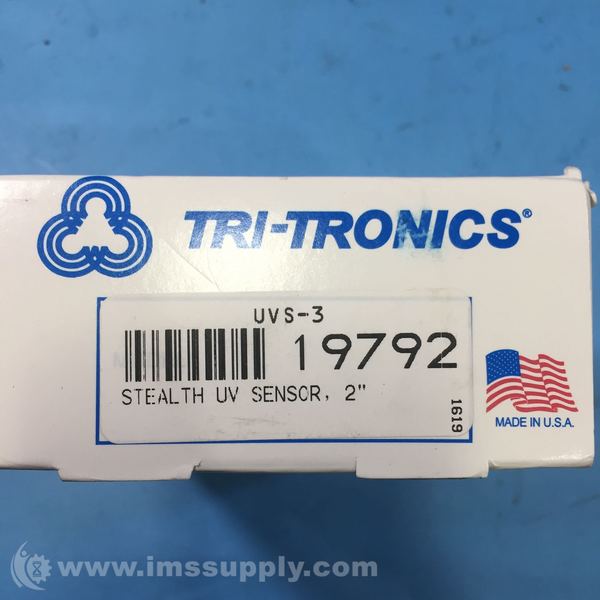 TRI-TRONICS®
UVS-3
19792
STEALTH UV SENSOR, 2"
1619
MADE IN U.S.A.
www.imssupply.com